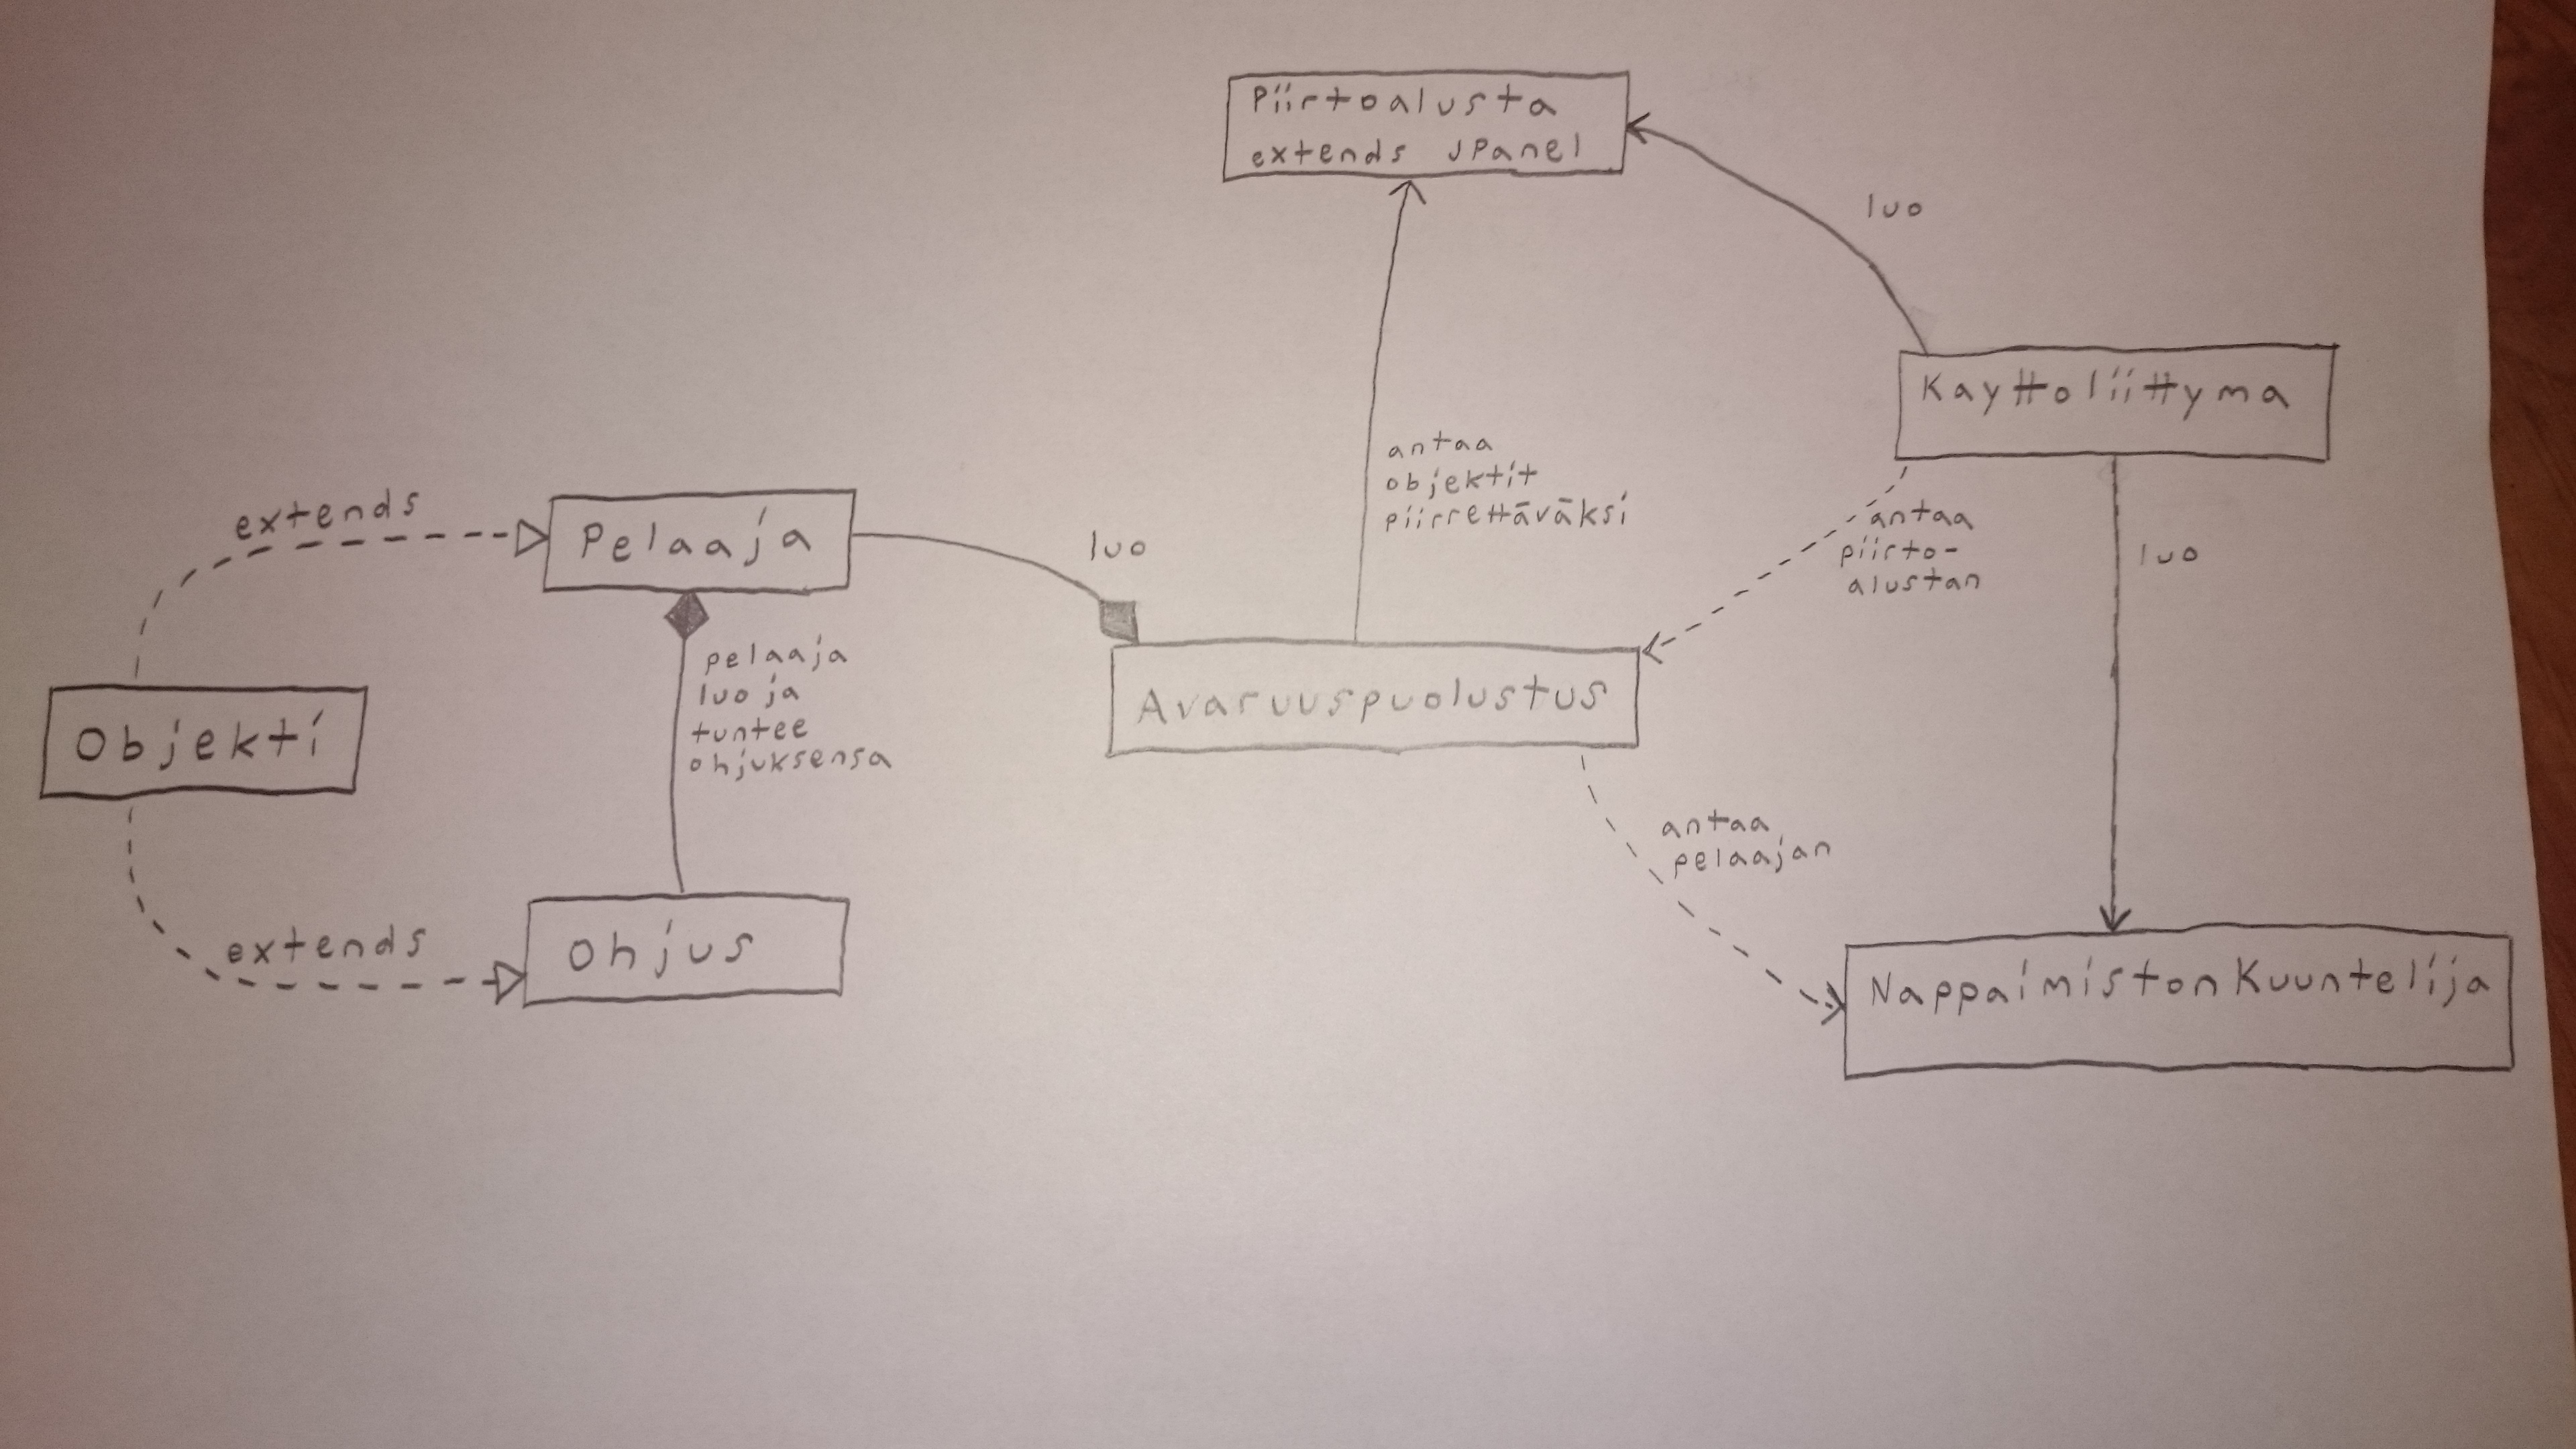 Piirtoalusta
extends JPanel
luo
Kayttoliittyma
antaa
objektit
piirrettäväksi
antaa
piirto-
alustan
luo
extends
Pelaaja
luo
pelaaja
luo ja
tuntee
ohjuksensa
Objekti
Avaruuspuolustus
antaa
pelaajan
extends
Ohjus
NappaimistonKuuntelija